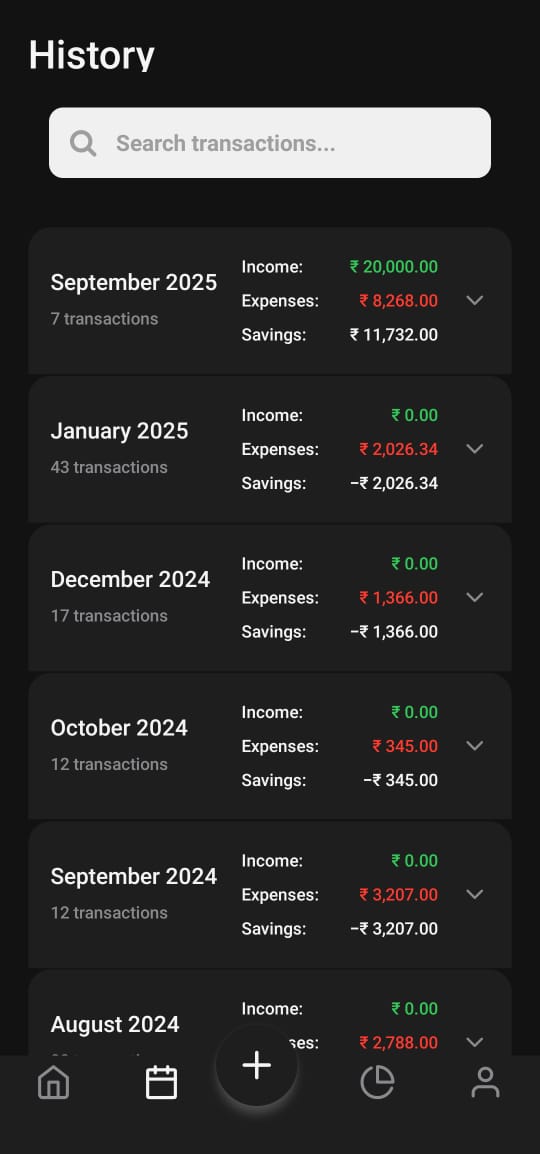 History
Search transactions...
September 2025
7 transactions
Income: ₹ 20,000.00
Expenses: ₹ 8,268.00
Savings: ₹ 11,732.00
January 2025
43 transactions
Income: ₹ 0.00
Expenses: ₹ 2,026.34
Savings: −₹ 2,026.34
December 2024
17 transactions
Income: ₹ 0.00
Expenses: ₹ 1,366.00
Savings: −₹ 1,366.00
October 2024
12 transactions
Income: ₹ 0.00
Expenses: ₹ 345.00
Savings: −₹ 345.00
September 2024
12 transactions
Income: ₹ 0.00
Expenses: ₹ 3,207.00
Savings: −₹ 3,207.00
August 2024
Income: ₹ 0.00
ses: ₹ 2,788.00